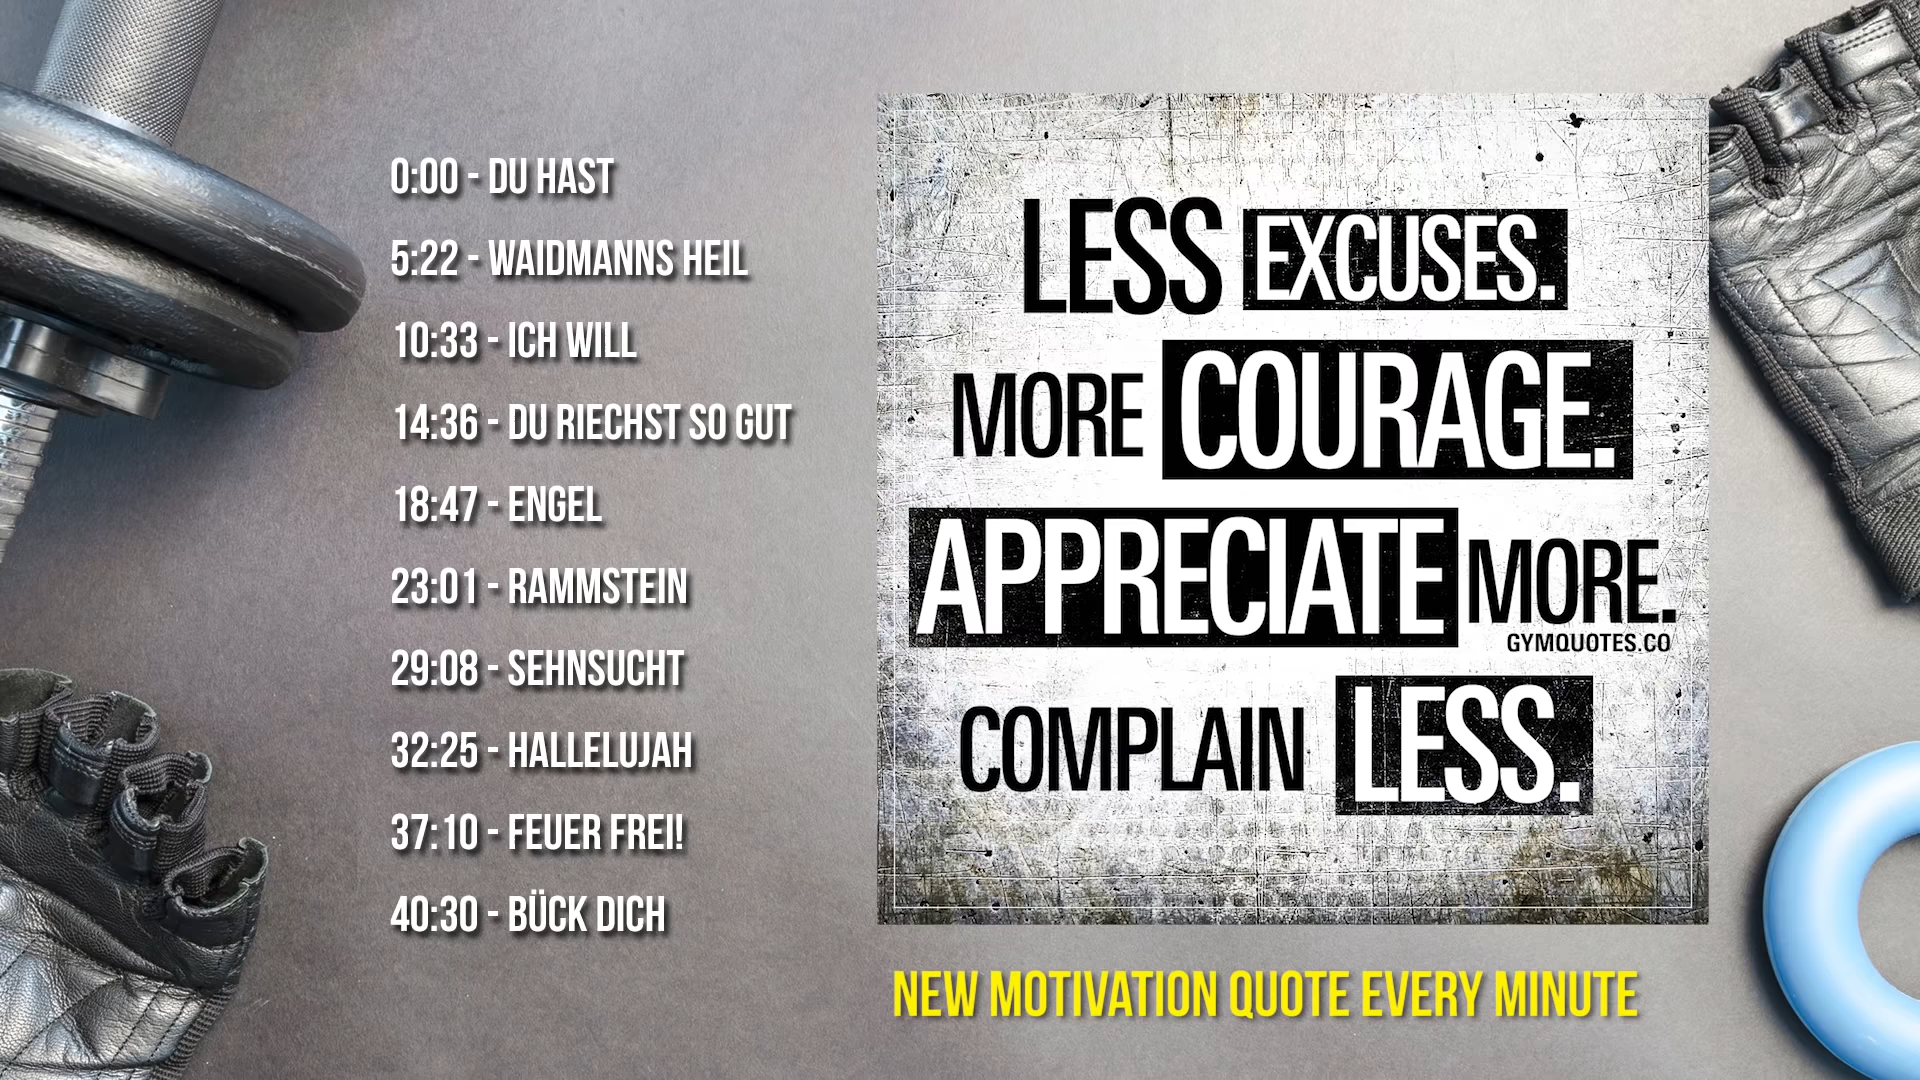 0:00 - DU HAST
5:22 - WAIDMANNS HEIL
10:33 - ICH WILL
14:36 - DU RIECHST SO GUT
18:47 - ENGEL
23:01 - RAMMSTEIN
29:08 - SEHNSUCHT
32:25 - HALLELUJAH
37:10 - FEUER FREI!
40:30 - BÜCK DICH
LESS EXCUSES.
MORE COURAGE.
APPRECIATE MORE.
GYMQUOTES.CO
COMPLAIN LESS.
NEW MOTIVATION QUOTE EVERY MINUTE